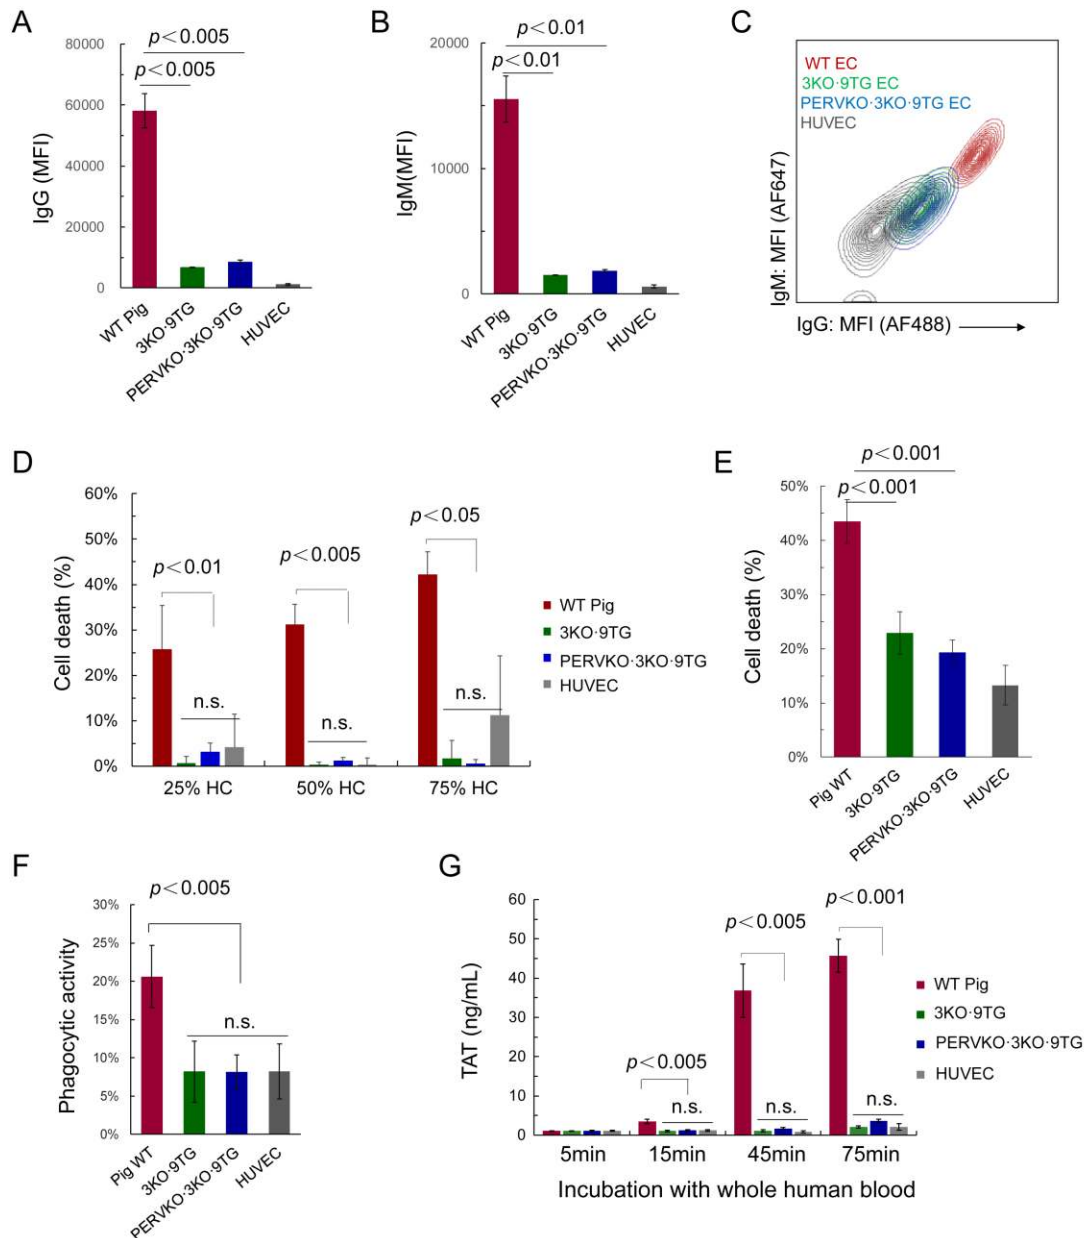 A
p＜0.005
p＜0.005
80000
60000
40000
20000
0
IgG (MFI)
WT Pig
3KO·9TG
PERVKO·3KO·9TG
HUVEC
B
p＜0.01
p＜0.01
20000
10000
0
IgM(MFI)
WT Pig
3KO·9TG
PERVKO·3KO·9TG
HUVEC
C
WT EC
3KO·9TG EC
PERVKO·3KO·9TG EC
HUVEC
IgM: MFI (AF647)
IgG: MFI (AF488)
D
60%
50%
40%
30%
20%
10%
0%
Cell death (%)
p＜0.01
p＜0.005
p＜0.05
n.s.
n.s.
n.s.
25% HC
50% HC
75% HC
WT Pig
3KO·9TG
PERVKO·3KO·9TG
HUVEC
E
p＜0.001
p＜0.001
50%
40%
30%
20%
10%
0%
Cell death (%)
Pig WT
3KO·9TG
PERVKO·3KO·9TG
HUVEC
F
p＜0.005
30%
25%
20%
15%
10%
5%
0%
Phagocytic activity
n.s.
Pig WT
3KO·9TG
PERVKO·3KO·9TG
HUVEC
G
60
50
40
30
20
10
0
TAT (ng/mL)
p＜0.005
p＜0.005
p＜0.001
n.s.
n.s.
n.s.
5min
15min
45min
75min
Incubation with whole human blood
WT Pig
3KO·9TG
PERVKO·3KO·9TG
HUVEC